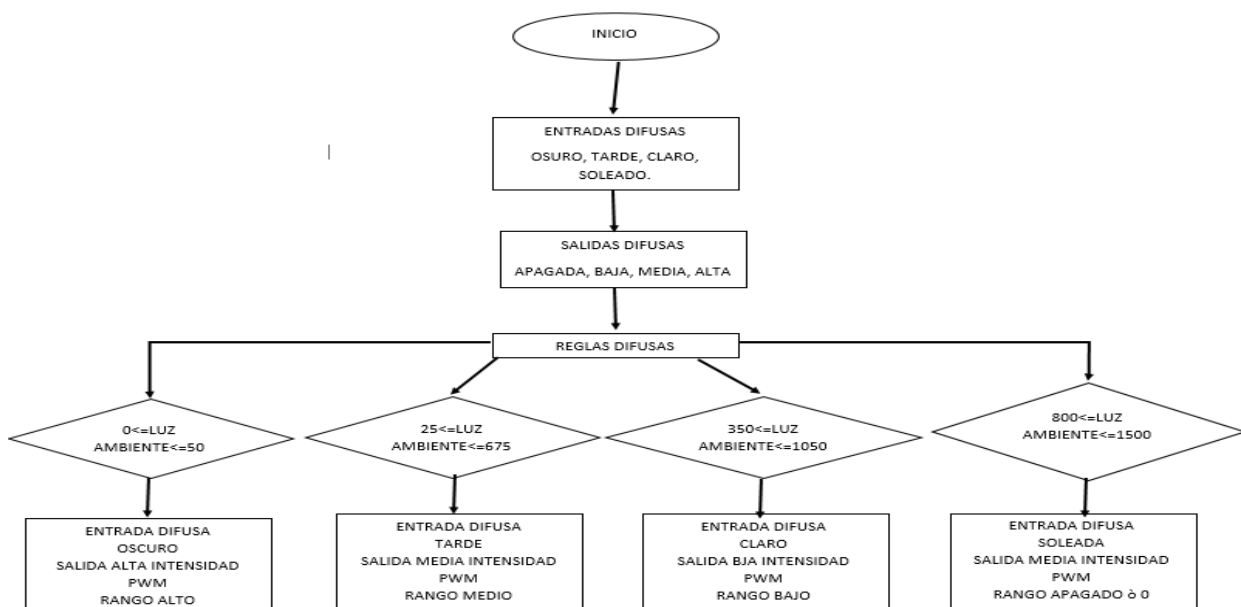 INICIO
ENTRADAS DIFUSAS
OSURO, TARDE, CLARO,
SOLEADO.
SALIDAS DIFUSAS
APAGADA, BAJA, MEDIA, ALTA
REGLAS DIFUSAS
0<=LUZ
AMBIENTE<=50
25<=LUZ
AMBIENTE<=675
350<=LUZ
AMBIENTE<=1050
800<=LUZ
AMBIENTE<=1500
ENTRADA DIFUSA
OSCURO
SALIDA ALTA INTENSIDAD
PWM
RANGO ALTO
ENTRADA DIFUSA
TARDE
SALIDA MEDIA INTENSIDAD
PWM
RANGO MEDIO
ENTRADA DIFUSA
CLARO
SALIDA BJA INTENSIDAD
PWM
RANGO BAJO
ENTRADA DIFUSA
SOLEADA
SALIDA MEDIA INTENSIDAD
PWM
RANGO APAGADO ò 0